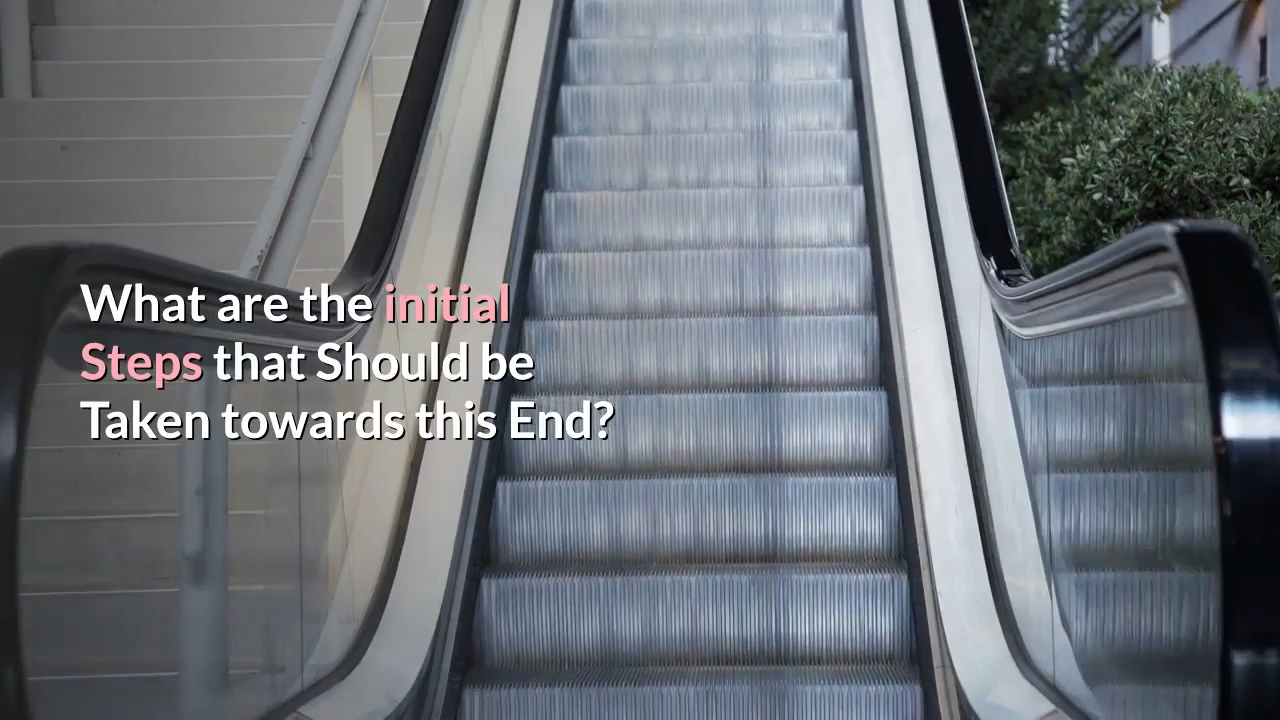 What are the initial
Steps that Should be
Taken towards this End?